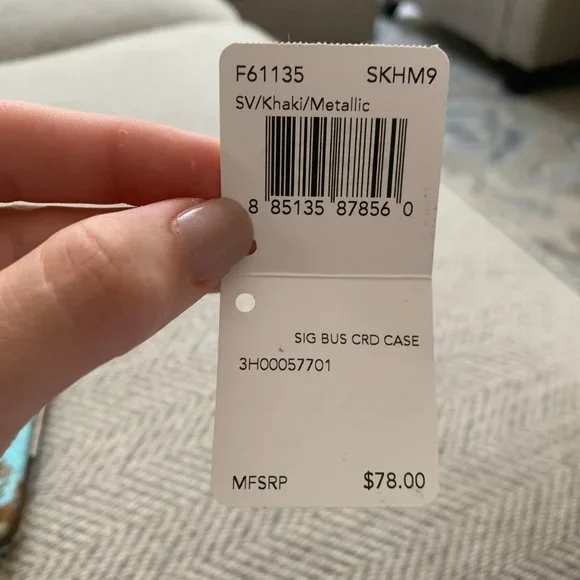 F61135 SKHM9
SV/Khaki/Metallic
8 85135 87856 0
SIG BUS CRD CASE
3H00057701
MFSRP $78.00